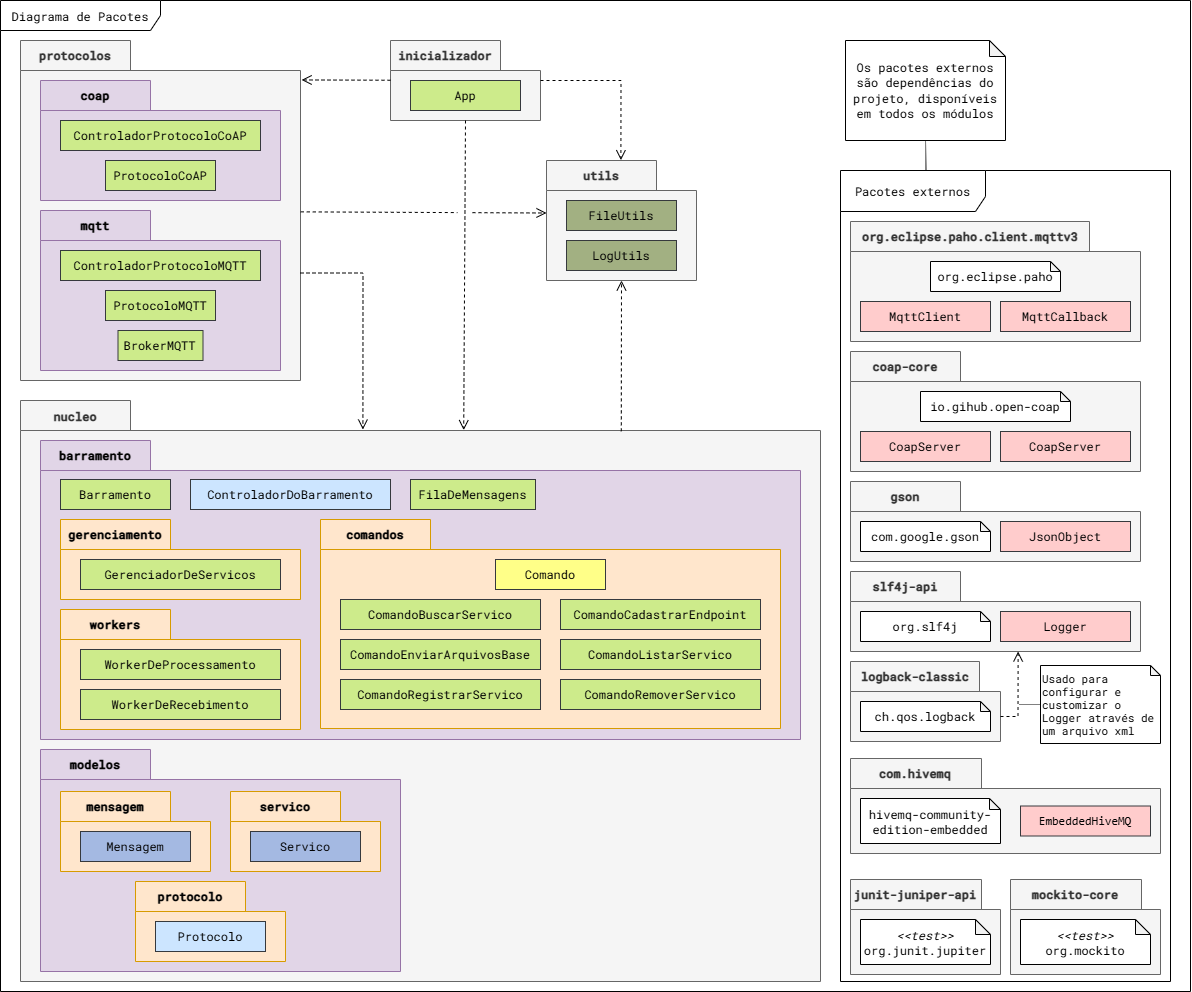 Diagrama de Pacotes
protocolos
coap
ControladorProtocoloCoAP
ProtocoloCoAP
mqtt
ControladorProtocoloMQTT
ProtocoloMQTT
BrokerMQTT
inicializador
App
utils
FileUtils
LogUtils
nucleo
barramento
Barramento
ControladorDoBarramento
FilaDeMensagens
gerenciamento
GerenciadorDeServicos
workers
WorkerDeProcessamento
WorkerDeRecebimento
comandos
Comando
ComandoBuscarServico
ComandoCadastrarEndpoint
ComandoEnviarArquivosBase
ComandoListarServico
ComandoRegistrarServico
ComandoRemoverServico
modelos
mensagem
Mensagem
servico
Servico
protocolo
Protocolo
Os pacotes externos
são dependências do
projeto, disponíveis
em todos os módulos
Pacotes externos
org.eclipse.paho.client.mqttv3
org.eclipse.paho
MqttClient
MqttCallback
coap-core
io.gihub.open-coap
CoapServer
CoapServer
gson
com.google.gson
JsonObject
slf4j-api
org.slf4j
Logger
logback-classic
ch.qos.logback
Usado para
configurar e
customizar o
Logger através de
um arquivo xml
com.hivemq
hivemq-community-
edition-embedded
EmbeddedHiveMQ
junit-juniper-api
<<test>>
org.junit.jupiter
mockito-core
<<test>>
org.mockito